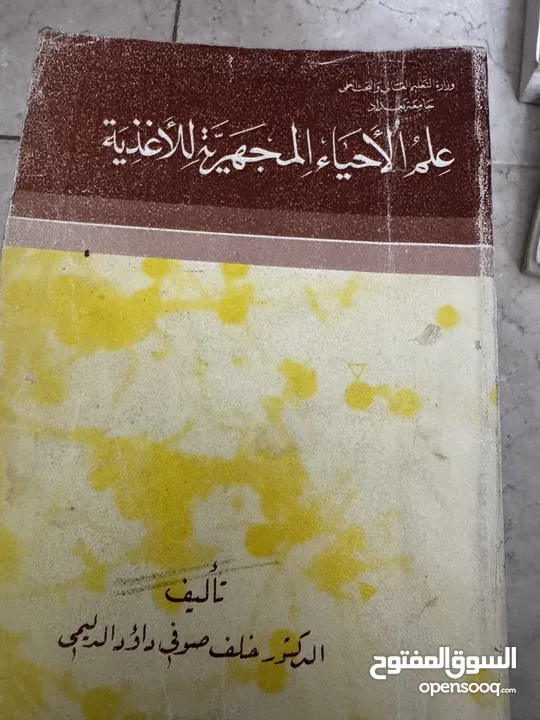 وزارة التعليم العالي والبحث العلمي
جامعة بغداد
علم الأحياء المجهرية للأغذية
تأليف
الدكتور خلف صوفي داؤد الدليمي
السوق المفتوح
opensooq.com